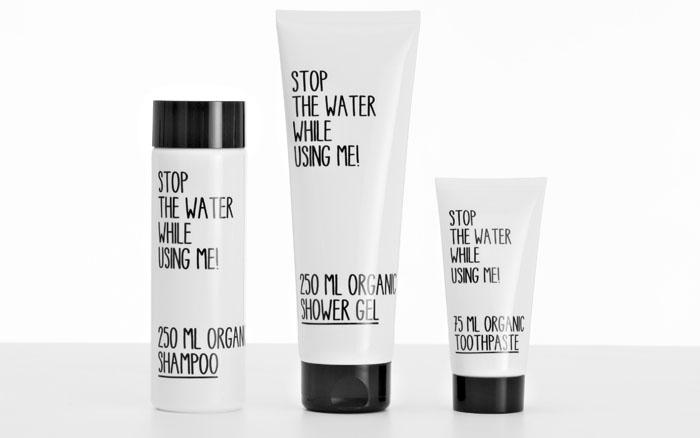 STOP
THE WATER
WHILE
USING ME!
250 ML ORGAN
SHAMPOO
STOP
THE WATER
WHILE
USING ME!
250 ML ORGANIC
SHOWER GEL
STOP
THE WATER
WHILE
USING ME!
75 ML ORGANIC
TOOTHPASTE